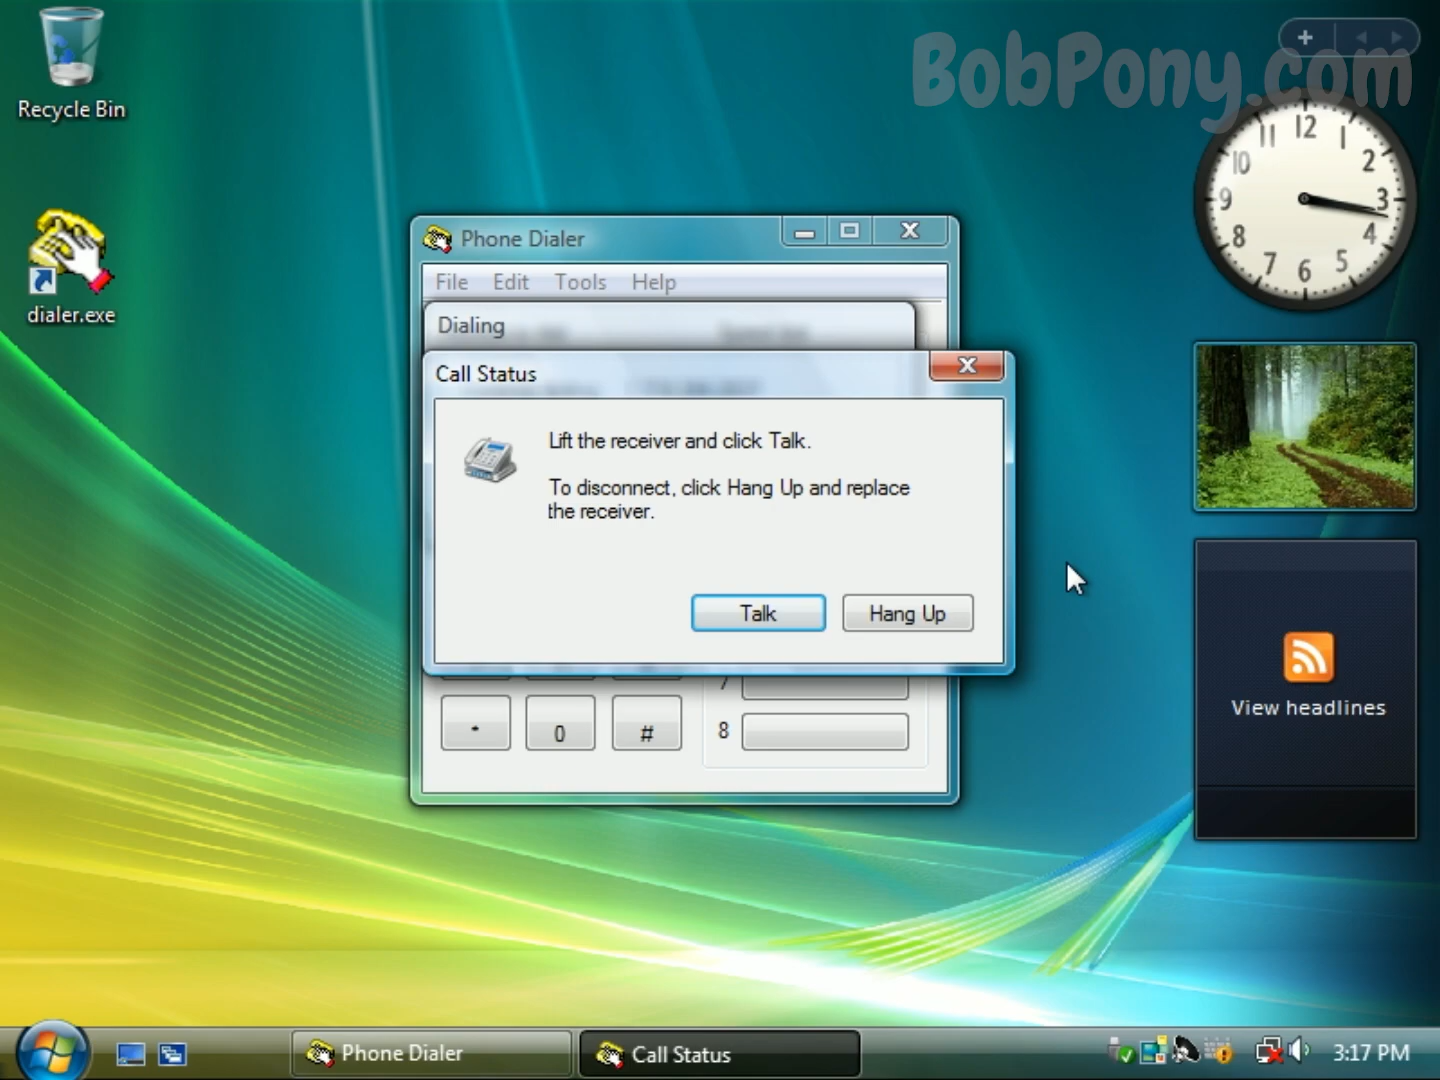 Recycle Bin
dialer.exe
BobPony.com
12
1
2
3
4
5
6
7
8
9
10
11
Phone Dialer
File Edit Tools Help
Dialing
Call Status
Lift the receiver and click Talk.
To disconnect, click Hang Up and replace
the receiver.
Talk Hang Up
7
* 0 # 8
View headlines
Phone Dialer
Call Status
3:17 PM